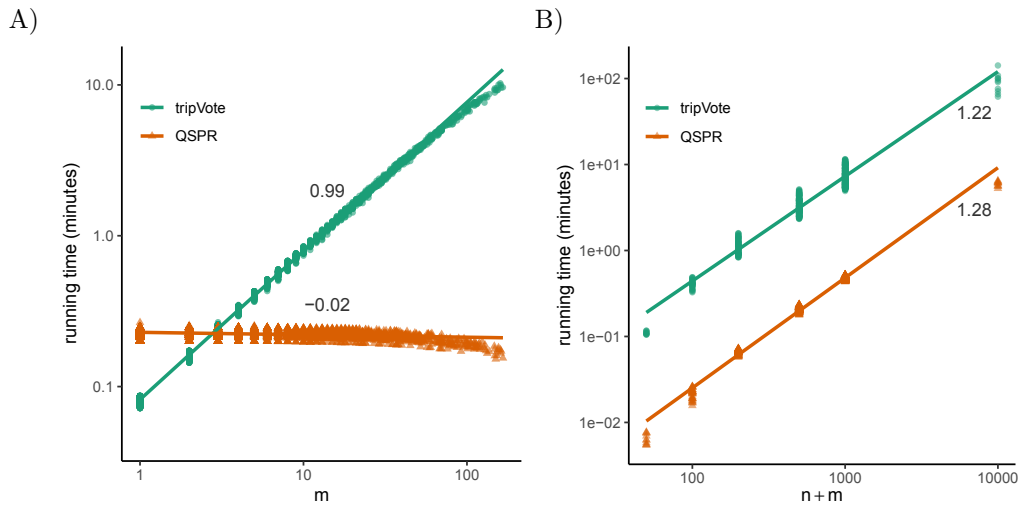 A)
running time (minutes)
10.0
1.0
0.1
tripVote
QSPR
0.99
−0.02
1
10
100
m
B)
running time (minutes)
1e+02
1e+01
1e+00
1e−01
1e−02
tripVote
QSPR
1.22
1.28
100
1000
10000
n + m